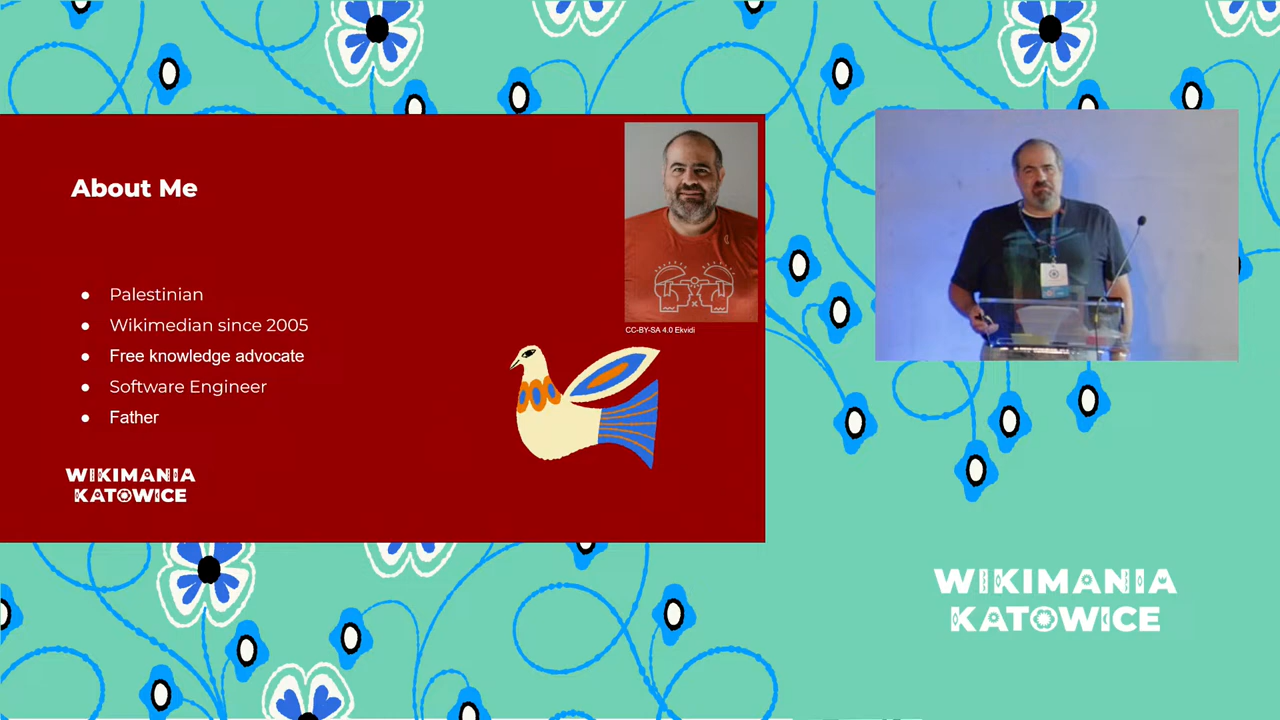 About Me
● Palestinian
● Wikimedian since 2005
● Free knowledge advocate
● Software Engineer
● Father
CC-BY-SA 4.0 Ekvidi
WIKIMANIA
KATOWICE
WIKIMANIA
KATOWICE